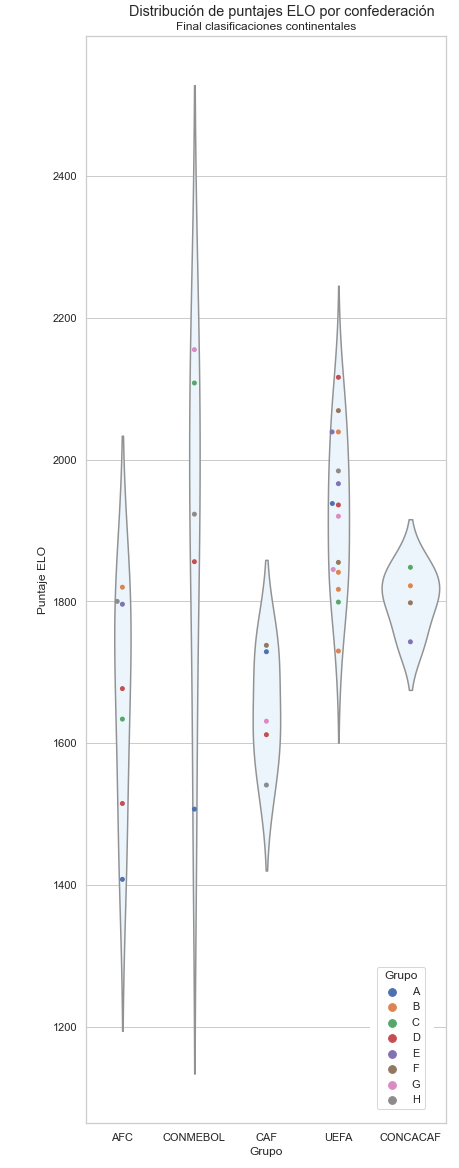 Distribución de puntajes ELO por confederación
Final clasificaciones continentales
Puntaje ELO
2400
2200
2000
1800
1600
1400
1200
Grupo
A
B
C
D
E
F
G
H
AFC CONMEBOL CAF UEFA CONCACAF
Grupo